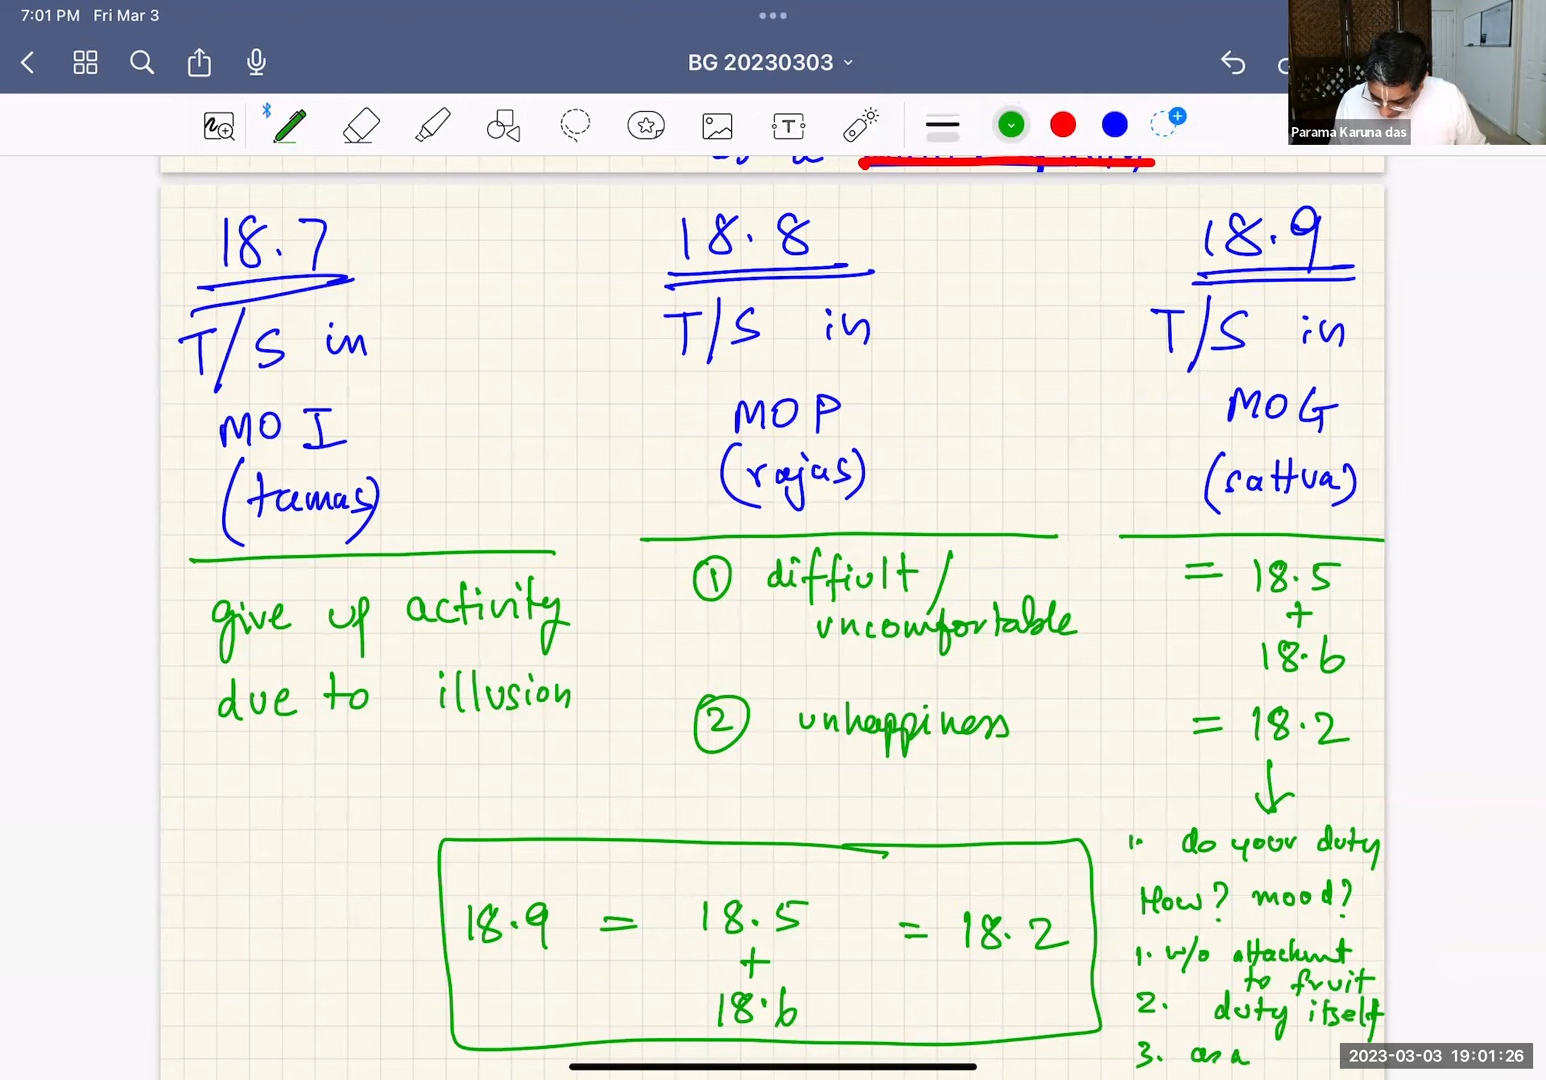 7:01 PM Fri Mar 3
BG 20230303
Parama Karuna das
18.7
T/S in
MOI
(tamas)
give up activity
due to illusion
18.8
T/S in
MOP
(rajas)
① difficult/
uncomfortable
② unhappiness
18.9
T/S in
MOG
(sattva)
= 18.5
+
18.6
= 18.2
↓
1. do your duty
How? mood?
1. w/o attachmt
to fruit
2. duty itself
3. as a
18.9 = 18.5 = 18.2
+
18.6
2023-03-03 19:01:26